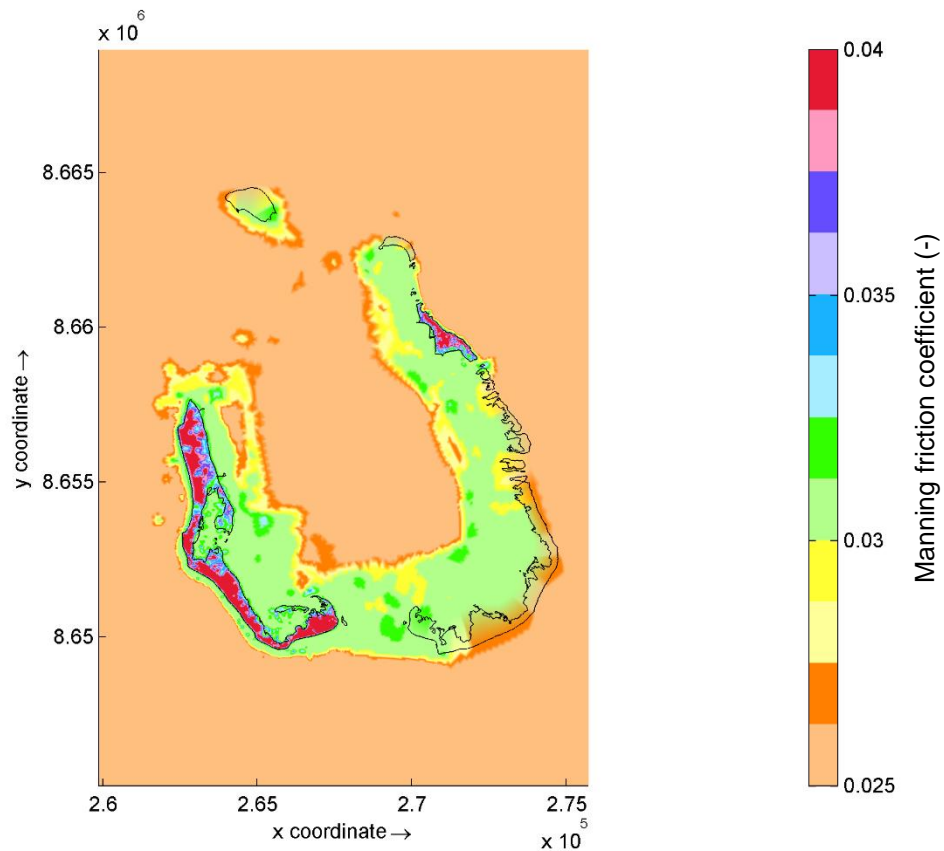 x 10^6
8.665
8.66
8.655
8.65
y coordinate →
2.6
2.65
2.7
2.75
x coordinate →
x 10^5
0.04
0.035
0.03
0.025
Manning friction coefficient (-)